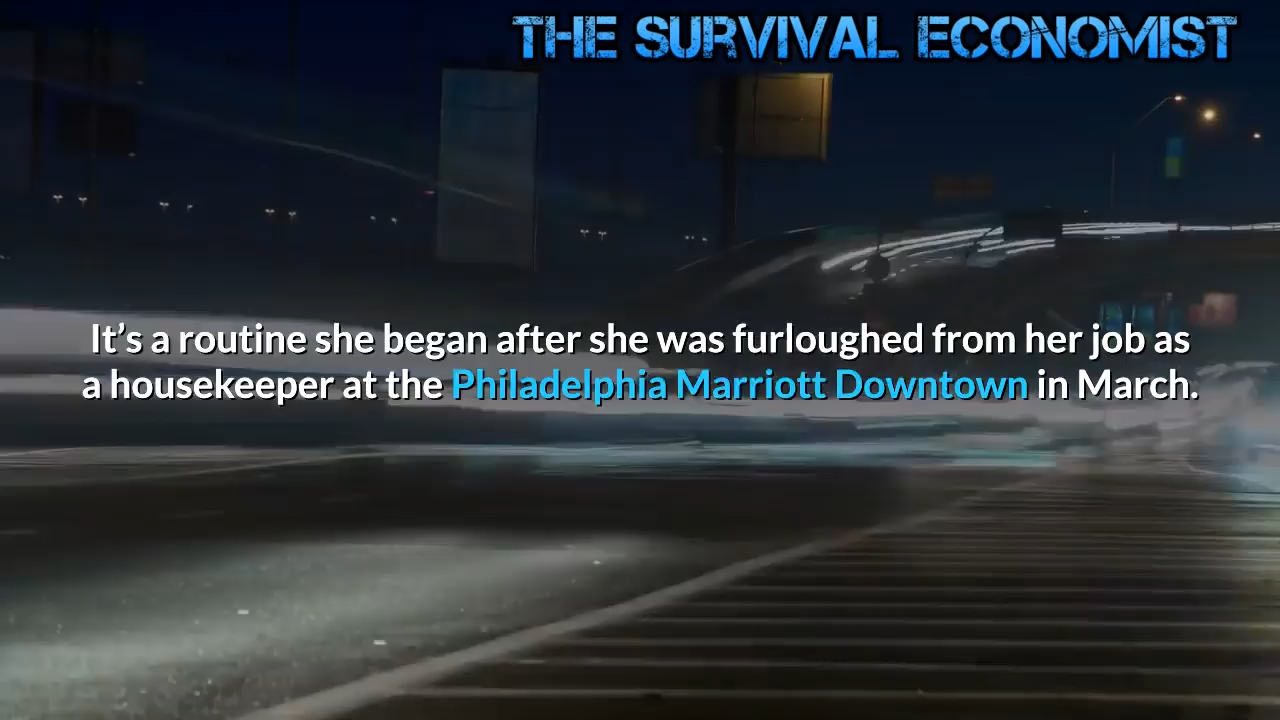 THE SURVIVAL ECONOMIST
It’s a routine she began after she was furloughed from her job as
a housekeeper at the Philadelphia Marriott Downtown in March.